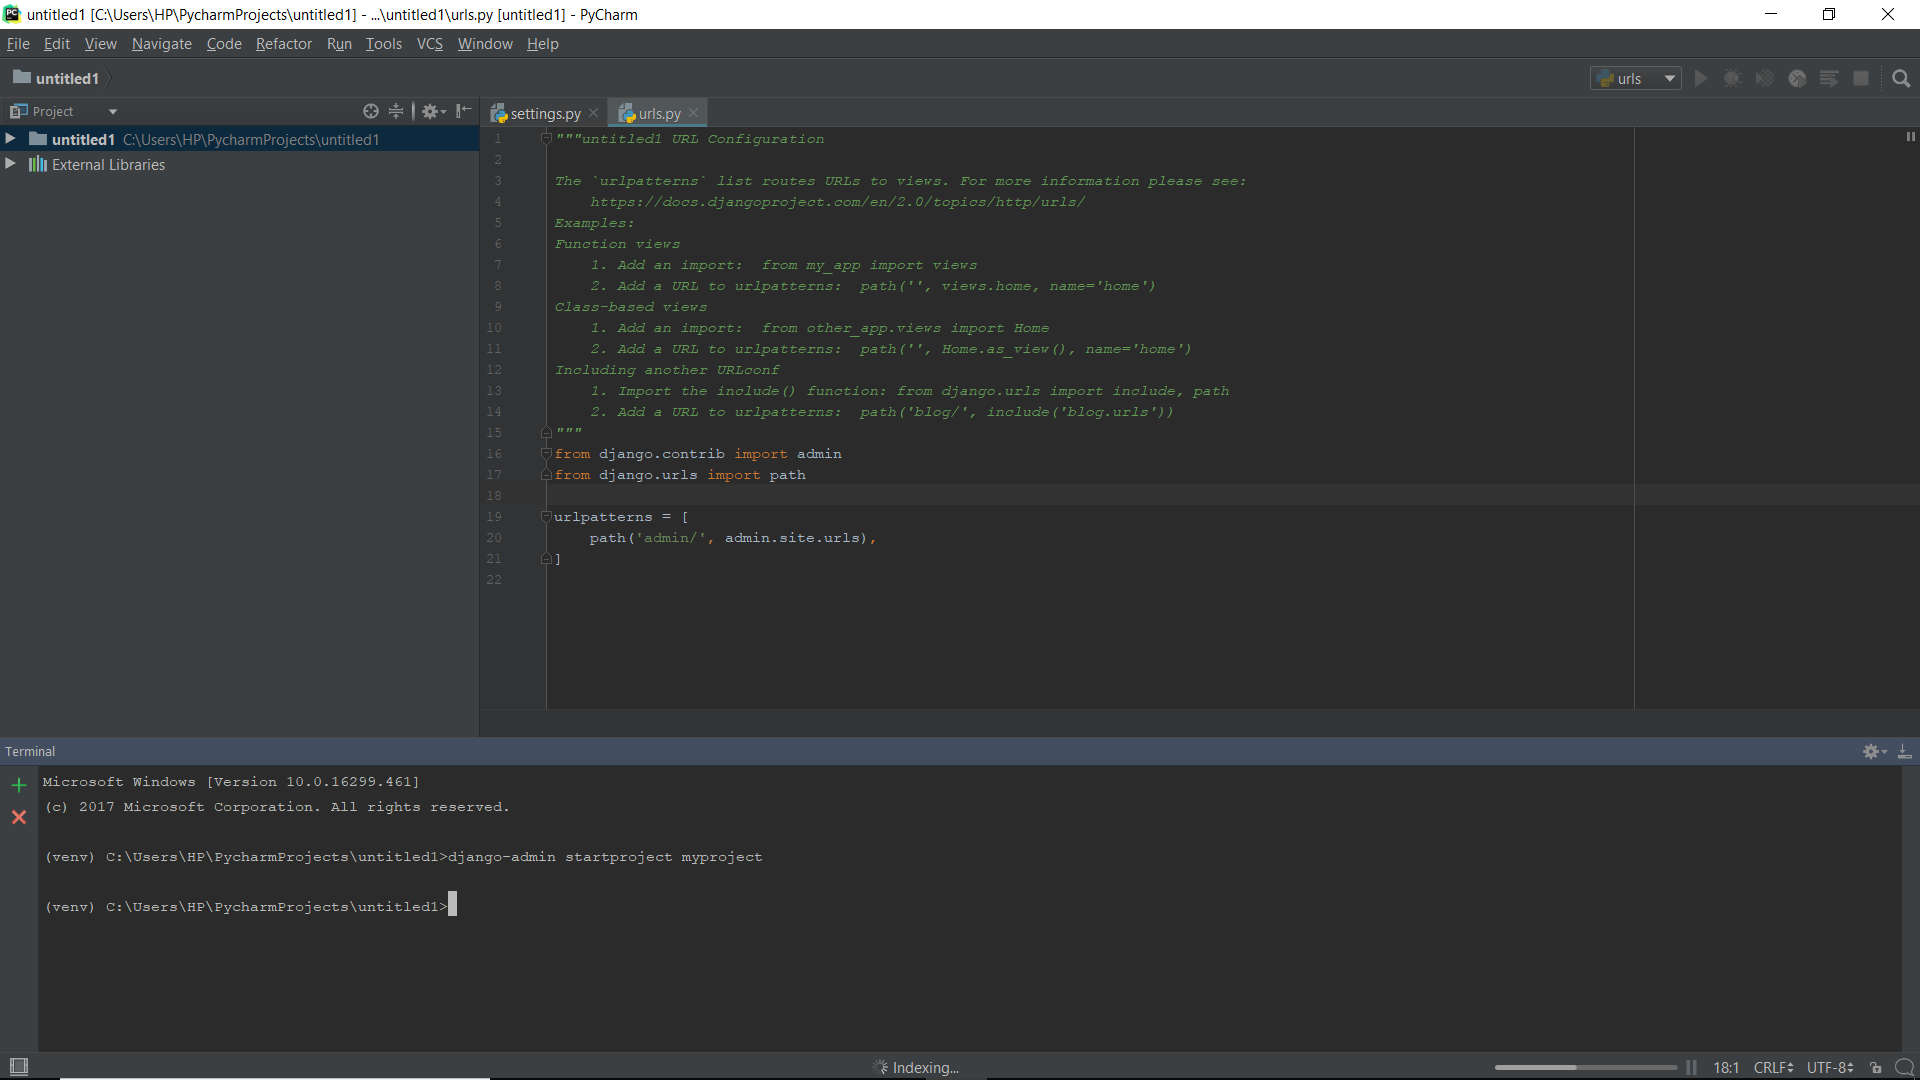 PC untitled1 [C:\Users\HP\PycharmProjects\untitled1] - ...\untitled1\urls.py [untitled1] - PyCharm
File Edit View Navigate Code Refactor Run Tools VCS Window Help
untitled1
urls
Project
settings.py urls.py
untitled1 C:\Users\HP\PycharmProjects\untitled1
External Libraries
1 """untitled1 URL Configuration
2
3 The `urlpatterns` list routes URLs to views. For more information please see:
4     https://docs.djangoproject.com/en/2.0/topics/http/urls/
5 Examples:
6 Function views
7     1. Add an import:  from my_app import views
8     2. Add a URL to urlpatterns:  path('', views.home, name='home')
9 Class-based views
10     1. Add an import:  from other_app.views import Home
11     2. Add a URL to urlpatterns:  path('', Home.as_view(), name='home')
12 Including another URLconf
13     1. Import the include() function: from django.urls import include, path
14     2. Add a URL to urlpatterns:  path('blog/', include('blog.urls'))
15 """
16 from django.contrib import admin
17 from django.urls import path
18
19 urlpatterns = [
20     path('admin/', admin.site.urls),
21 ]
22
Terminal
Microsoft Windows [Version 10.0.16299.461]
(c) 2017 Microsoft Corporation. All rights reserved.
(venv) C:\Users\HP\PycharmProjects\untitled1>django-admin startproject myproject
(venv) C:\Users\HP\PycharmProjects\untitled1>
Indexing... 18:1 CRLF UTF-8